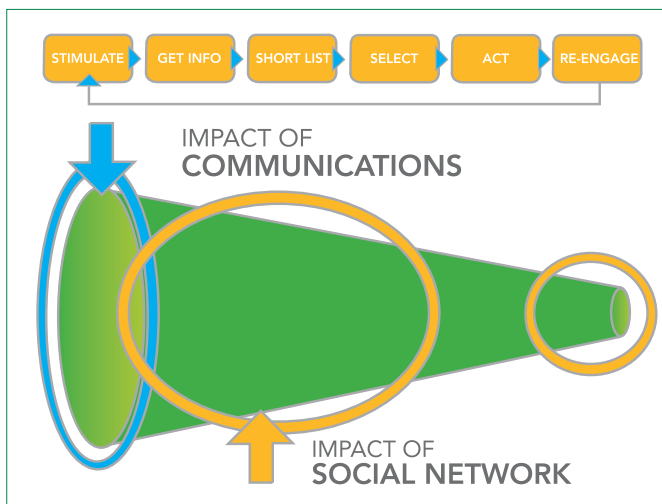 STIMULATE
GET INFO
SHORT LIST
SELECT
ACT
RE-ENGAGE
IMPACT OF
COMMUNICATIONS
IMPACT OF
SOCIAL NETWORK